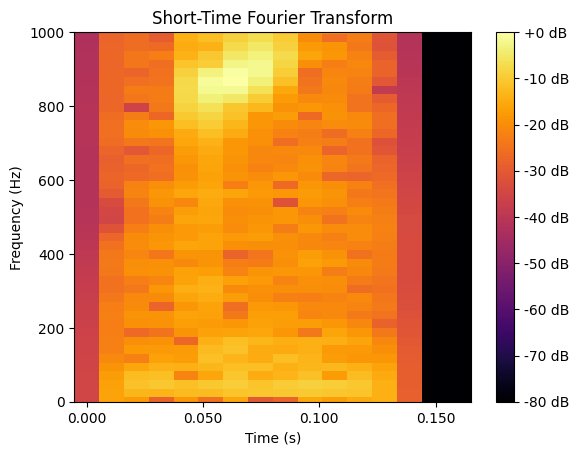 Short-Time Fourier Transform
1000
800
600
400
200
0
Frequency (Hz)
0.000
0.050
0.100
0.150
Time (s)
+0 dB
-10 dB
-20 dB
-30 dB
-40 dB
-50 dB
-60 dB
-70 dB
-80 dB